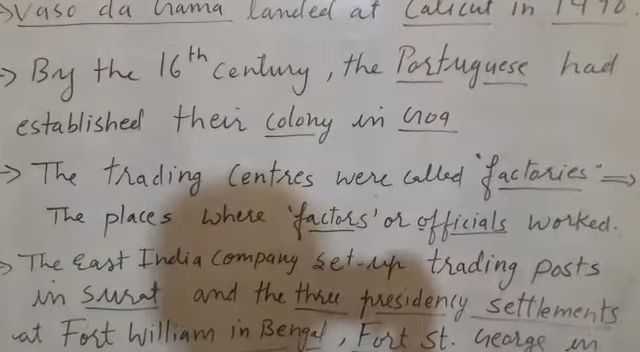 → Vaso da Gama landed at Calicut in 1498.
→ By the 16th century, the Portuguese had
established their colony in Goa
→ The trading centres were called "factories" ⇒
The places where 'factors' or officials worked.
→ The East India Company set-up trading posts
in Surat and the three presidency settlements
at Fort William in Bengal, Fort St. George in